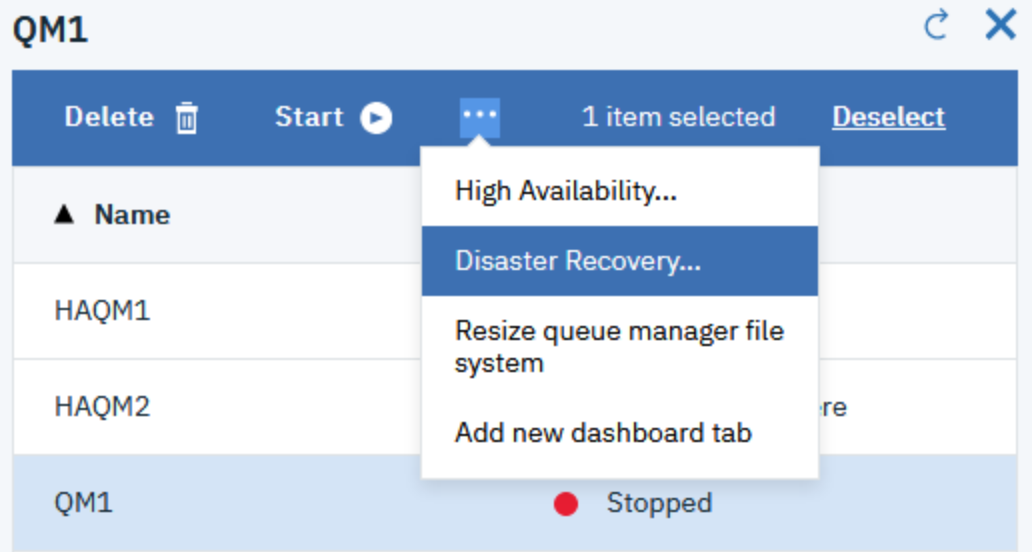 QM1
Delete Start ... 1 item selected Deselect
High Availability...
▲ Name
Disaster Recovery...
HAQM1
Resize queue manager file
system
HAQM2
Add new dashboard tab
QM1 Stopped